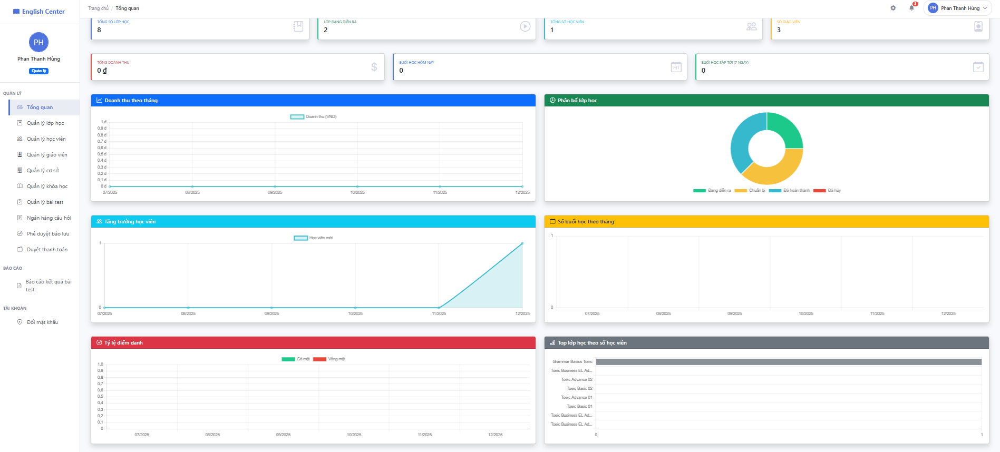 English Center
PH
Phan Thanh Hùng
Quản lý
QUẢN LÝ
Tổng quan
Quản lý lớp học
Quản lý học viên
Quản lý giáo viên
Quản lý cơ sở
Quản lý khóa học
Quản lý bài test
Ngân hàng câu hỏi
Phê duyệt bảo lưu
Duyệt thanh toán
BÁO CÁO
Báo cáo kết quả bài
test
TÀI KHOẢN
Đổi mật khẩu
Trang chủ / Tổng quan
3
PH Phan Thanh Hùng
TỔNG SỐ LỚP HỌC
8
LỚP ĐANG DIỄN RA
2
TỔNG SỐ HỌC VIÊN
1
SỐ GIÁO VIÊN
3
TỔNG DOANH THU
0 ₫
$
BUỔI HỌC HÔM NAY
0
Fri
BUỔI HỌC SẮP TỚI (7 NGÀY)
0
Doanh thu theo tháng
Doanh thu (VND)
1 đ
0,9 đ
0,8 đ
0,7 đ
0,6 đ
0,5 đ
0,4 đ
0,3 đ
0,2 đ
0,1 đ
0 đ
07/2025 08/2025 09/2025 10/2025 11/2025 12/2025
Phân bố lớp học
Đang diễn ra Chuẩn bị Đã hoàn thành Đã hủy
Tăng trưởng học viên
Học viên mới
1
0
07/2025 08/2025 09/2025 10/2025 11/2025 12/2025
Số buổi học theo tháng
1
0
07/2025 08/2025 09/2025 10/2025 11/2025 12/2025
Tỷ lệ điểm danh
Có mặt Vắng mặt
1,0
0,9
0,8
0,7
0,6
0,5
0,4
0,3
0,2
0,1
0
07/2025 08/2025 09/2025 10/2025 11/2025 12/2025
Top lớp học theo số học viên
Grammar Basics Toeic
Toeic Business EL Ad...
Toeic Advance 02
Toeic Basic 02
Toeic Advance 01
Toeic Basic 01
Toeic Business EL Ad...
Toeic Business EL Ad...
0 1